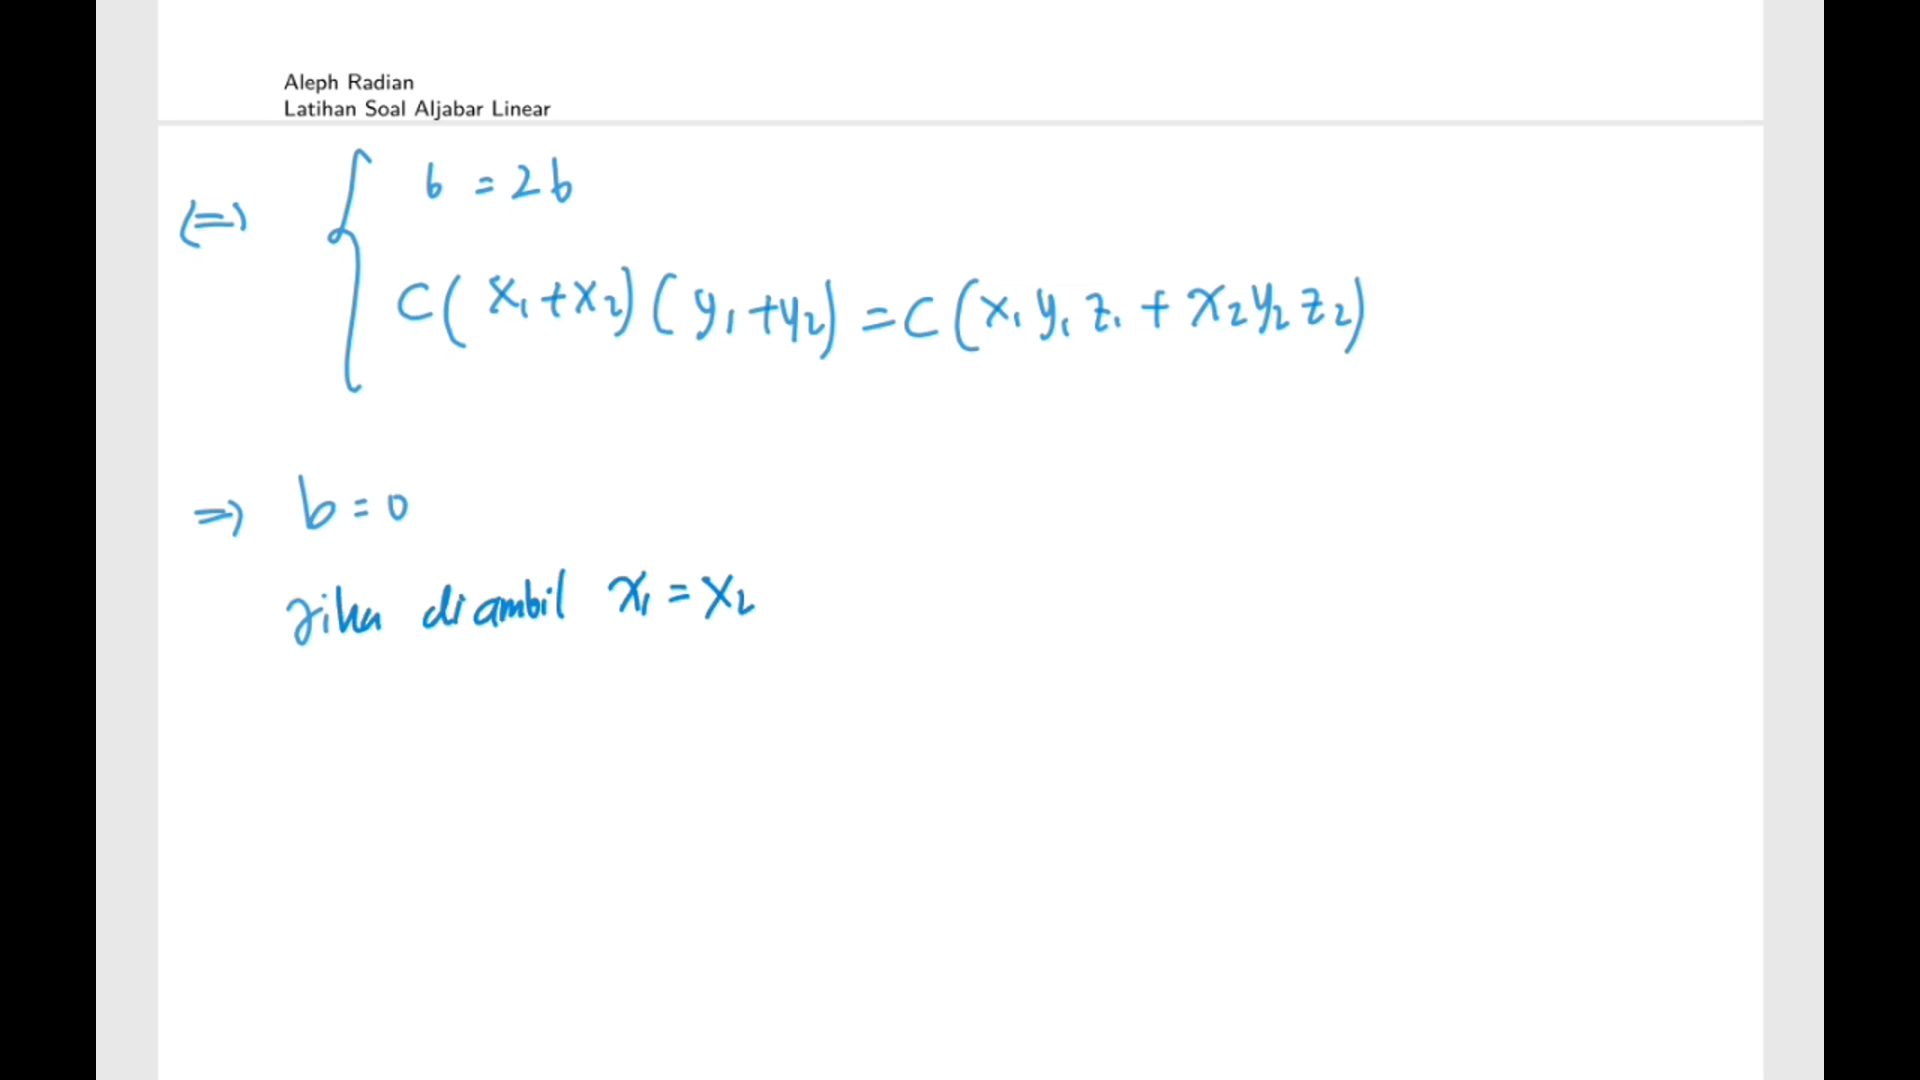 Aleph Radian
Latihan Soal Aljabar Linear
b = 2b
(=) { C(x₁+x₂)(y₁+y₂) = C(x₁y₁z₁ + x₂y₂z₂)
=) b = 0
Jika diambil x₁ = x₂